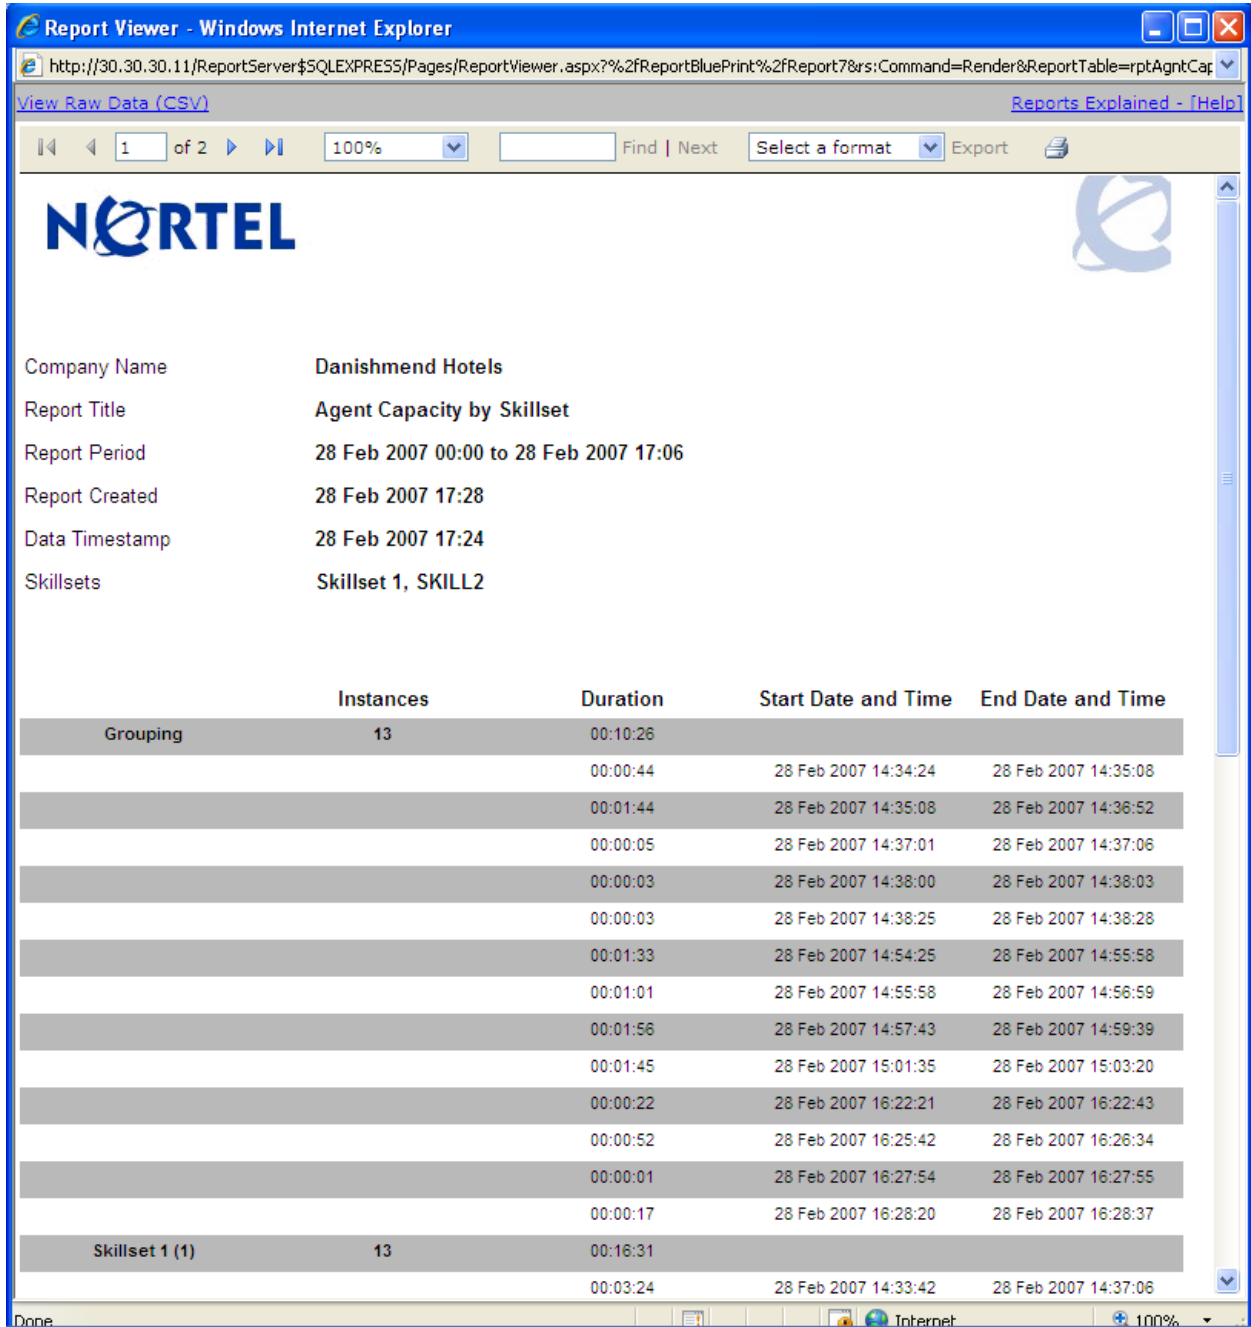 Report Viewer - Windows Internet Explorer
http://30.30.30.11/ReportServer$SQLEXPRESS/Pages/ReportViewer.aspx?%2fReportBluePrint%2fReport7&rs:Command=Render&ReportTable=rptAgntCap
View Raw Data (CSV) Reports Explained - [Help]
1 of 2 100% Find | Next Select a format Export
NORTEL
Company Name Danishmend Hotels
Report Title Agent Capacity by Skillset
Report Period 28 Feb 2007 00:00 to 28 Feb 2007 17:06
Report Created 28 Feb 2007 17:28
Data Timestamp 28 Feb 2007 17:24
Skillsets Skillset 1, SKILL2
Instances Duration Start Date and Time End Date and Time
Grouping 13 00:10:26
00:00:44 28 Feb 2007 14:34:24 28 Feb 2007 14:35:08
00:01:44 28 Feb 2007 14:35:08 28 Feb 2007 14:36:52
00:00:05 28 Feb 2007 14:37:01 28 Feb 2007 14:37:06
00:00:03 28 Feb 2007 14:38:00 28 Feb 2007 14:38:03
00:00:03 28 Feb 2007 14:38:25 28 Feb 2007 14:38:28
00:01:33 28 Feb 2007 14:54:25 28 Feb 2007 14:55:58
00:01:01 28 Feb 2007 14:55:58 28 Feb 2007 14:56:59
00:01:56 28 Feb 2007 14:57:43 28 Feb 2007 14:59:39
00:01:45 28 Feb 2007 15:01:35 28 Feb 2007 15:03:20
00:00:22 28 Feb 2007 16:22:21 28 Feb 2007 16:22:43
00:00:52 28 Feb 2007 16:25:42 28 Feb 2007 16:26:34
00:00:01 28 Feb 2007 16:27:54 28 Feb 2007 16:27:55
00:00:17 28 Feb 2007 16:28:20 28 Feb 2007 16:28:37
Skillset 1 (1) 13 00:16:31
00:03:24 28 Feb 2007 14:33:42 28 Feb 2007 14:37:06
Done Internet 100%